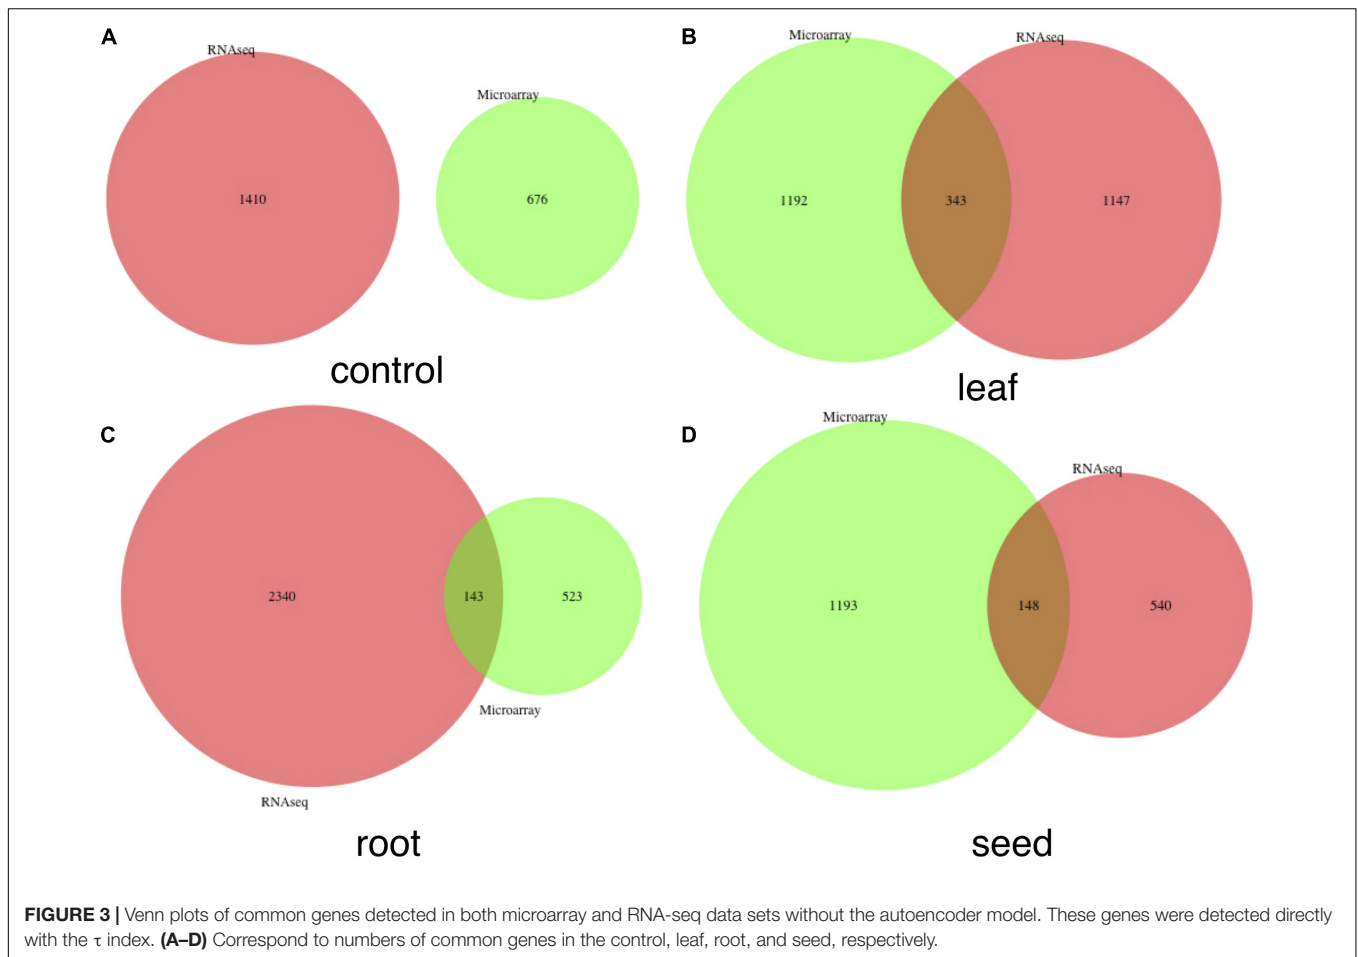 A
RNAseq
Microarray
1410
676
control
B
Microarray
RNAseq
1192
343
1147
leaf
C
2340
143
523
Microarray
RNAseq
root
D
Microarray
RNAseq
1193
148
540
seed
FIGURE 3 | Venn plots of common genes detected in both microarray and RNA-seq data sets without the autoencoder model. These genes were detected directly
with the τ index. (A–D) Correspond to numbers of common genes in the control, leaf, root, and seed, respectively.